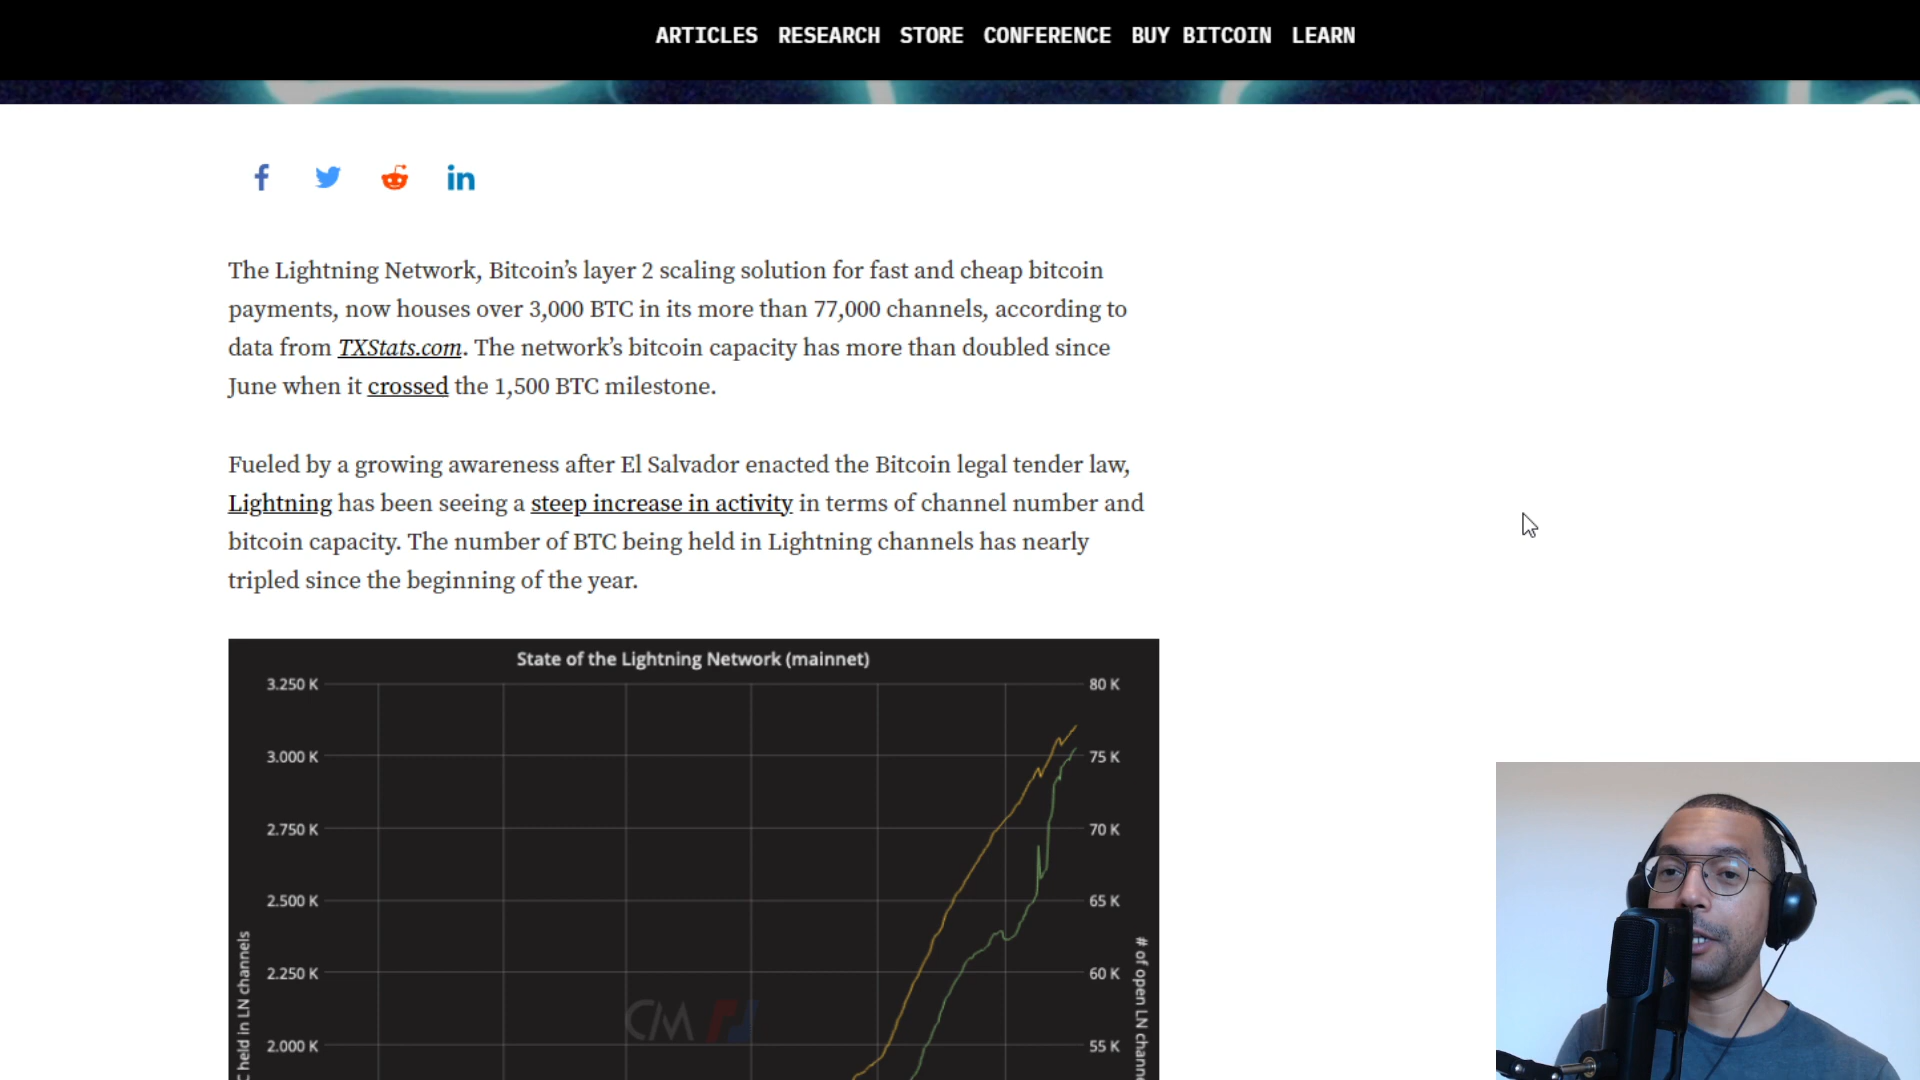 ARTICLES RESEARCH STORE CONFERENCE BUY BITCOIN LEARN
The Lightning Network, Bitcoin’s layer 2 scaling solution for fast and cheap bitcoin
payments, now houses over 3,000 BTC in its more than 77,000 channels, according to
data from TXStats.com. The network’s bitcoin capacity has more than doubled since
June when it crossed the 1,500 BTC milestone.
Fueled by a growing awareness after El Salvador enacted the Bitcoin legal tender law,
Lightning has been seeing a steep increase in activity in terms of channel number and
bitcoin capacity. The number of BTC being held in Lightning channels has nearly
tripled since the beginning of the year.
State of the Lightning Network (mainnet)
3.250 K 80 K
3.000 K 75 K
2.750 K 70 K
2.500 K 65 K
2.250 K 60 K
2.000 K 55 K
held in LN channels
# of open LN
CM